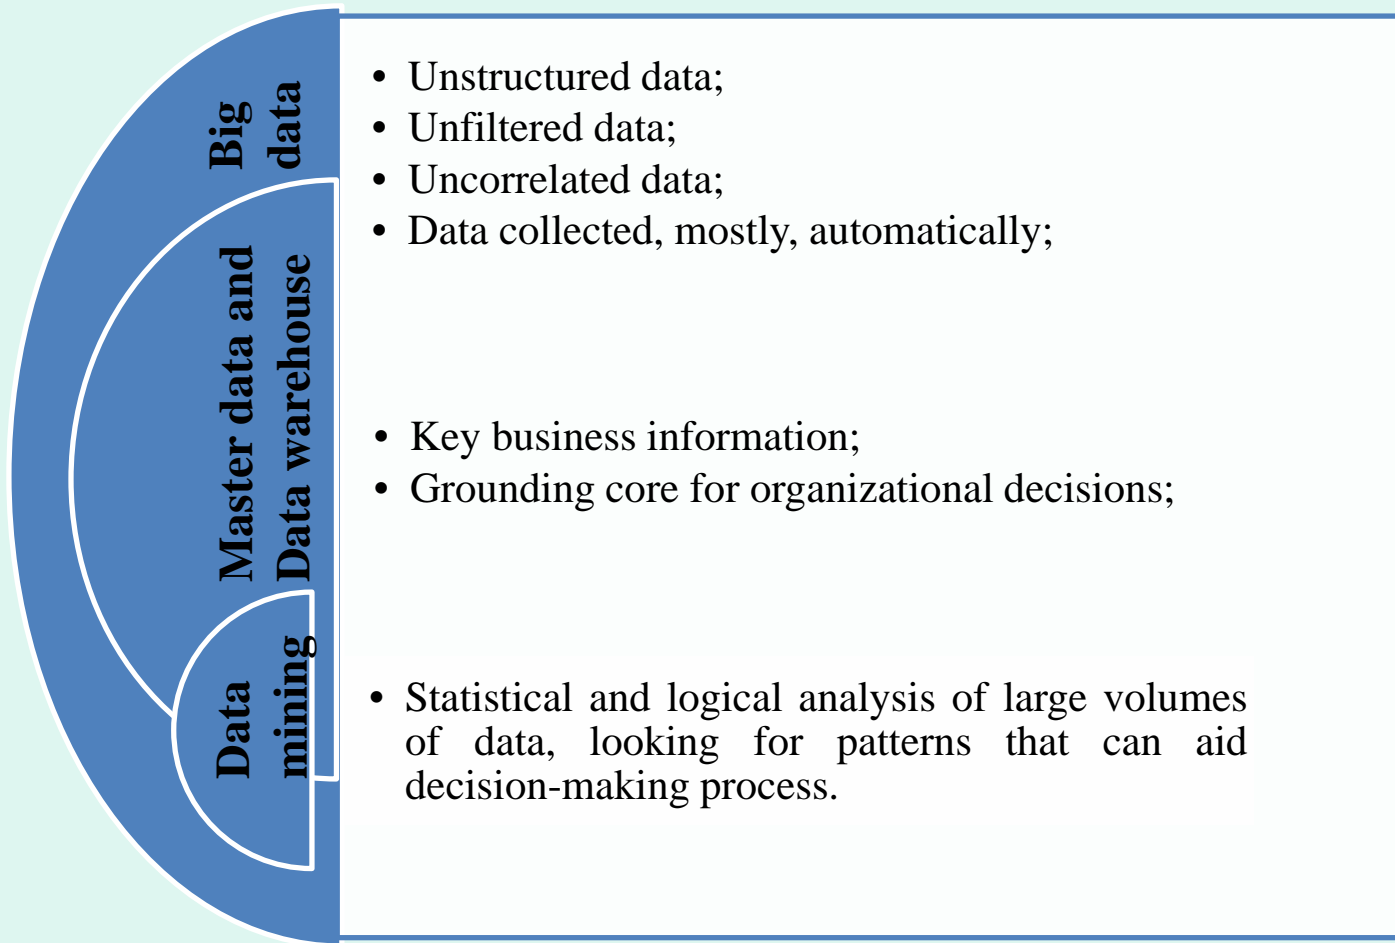 Big
data
• Unstructured data;
• Unfiltered data;
• Uncorrelated data;
• Data collected, mostly, automatically;
Master data and
Data warehouse
• Key business information;
• Grounding core for organizational decisions;
Data
mining
• Statistical and logical analysis of large volumes
of data, looking for patterns that can aid
decision-making process.